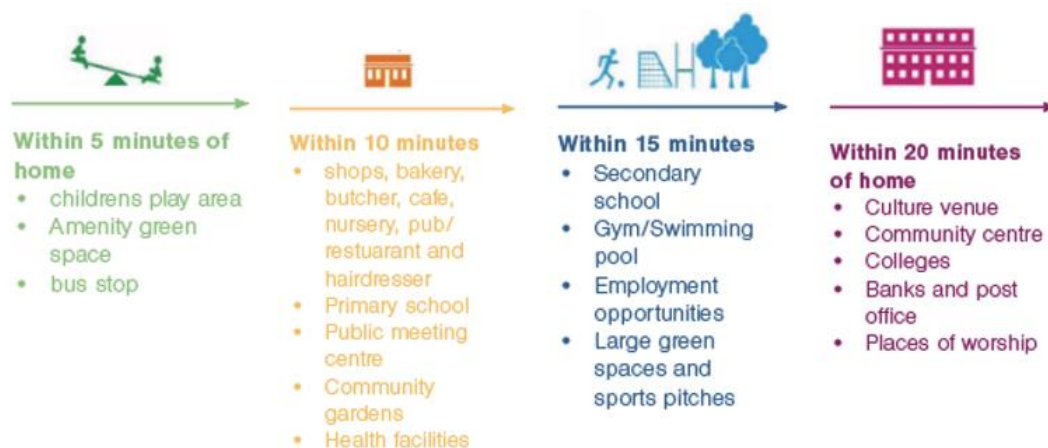 Within 5 minutes of
home
• childrens play area
• Amenity green
space
• bus stop
Within 10 minutes
• shops, bakery,
butcher, cafe,
nursery, pub/
restuarant and
hairdresser
• Primary school
• Public meeting
centre
• Community
gardens
• Health facilities
Within 15 minutes
• Secondary
school
• Gym/Swimming
pool
• Employment
opportunities
• Large green
spaces and
sports pitches
Within 20 minutes
of home
• Culture venue
• Community centre
• Colleges
• Banks and post
office
• Places of worship